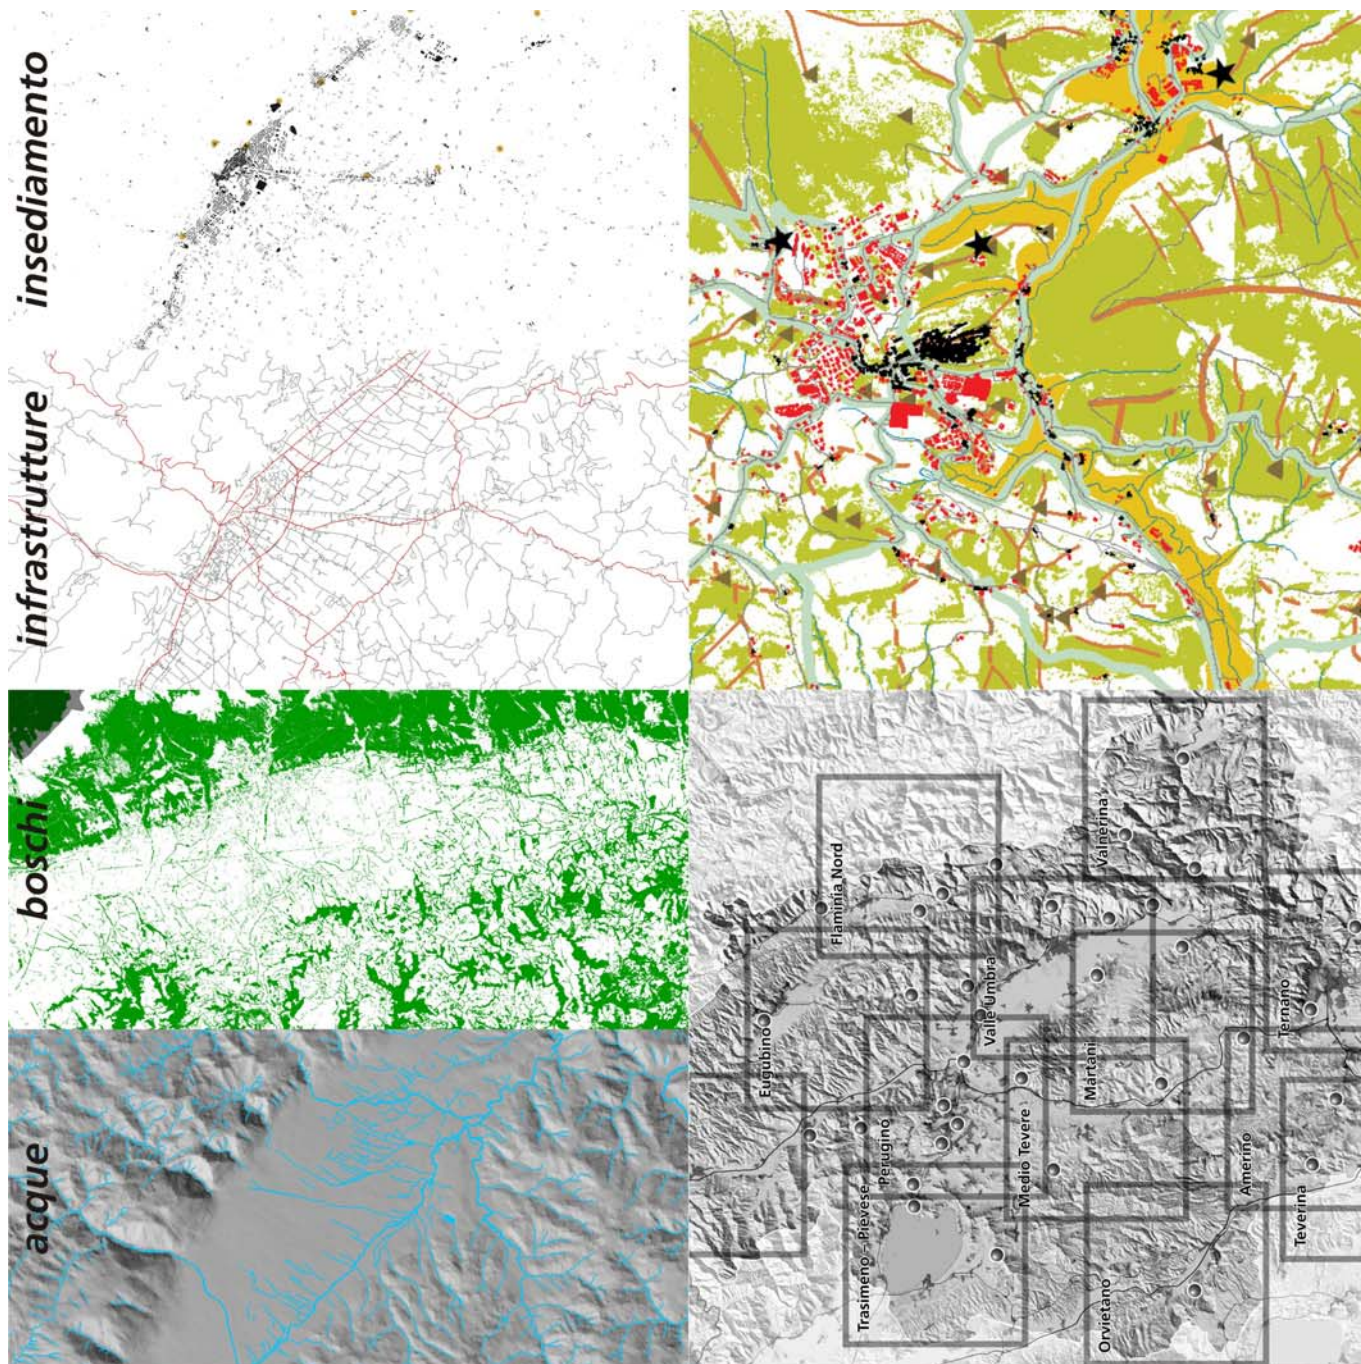 insediamento
infrastrutture
boschi
acque
Flaminia Nord
Valnerina
Eugubino
Valle Umbra
Martani
Ternano
Perugino
Medio Tevere
Trasimeno – Pievese
Amerino
Orvietano
Teverina